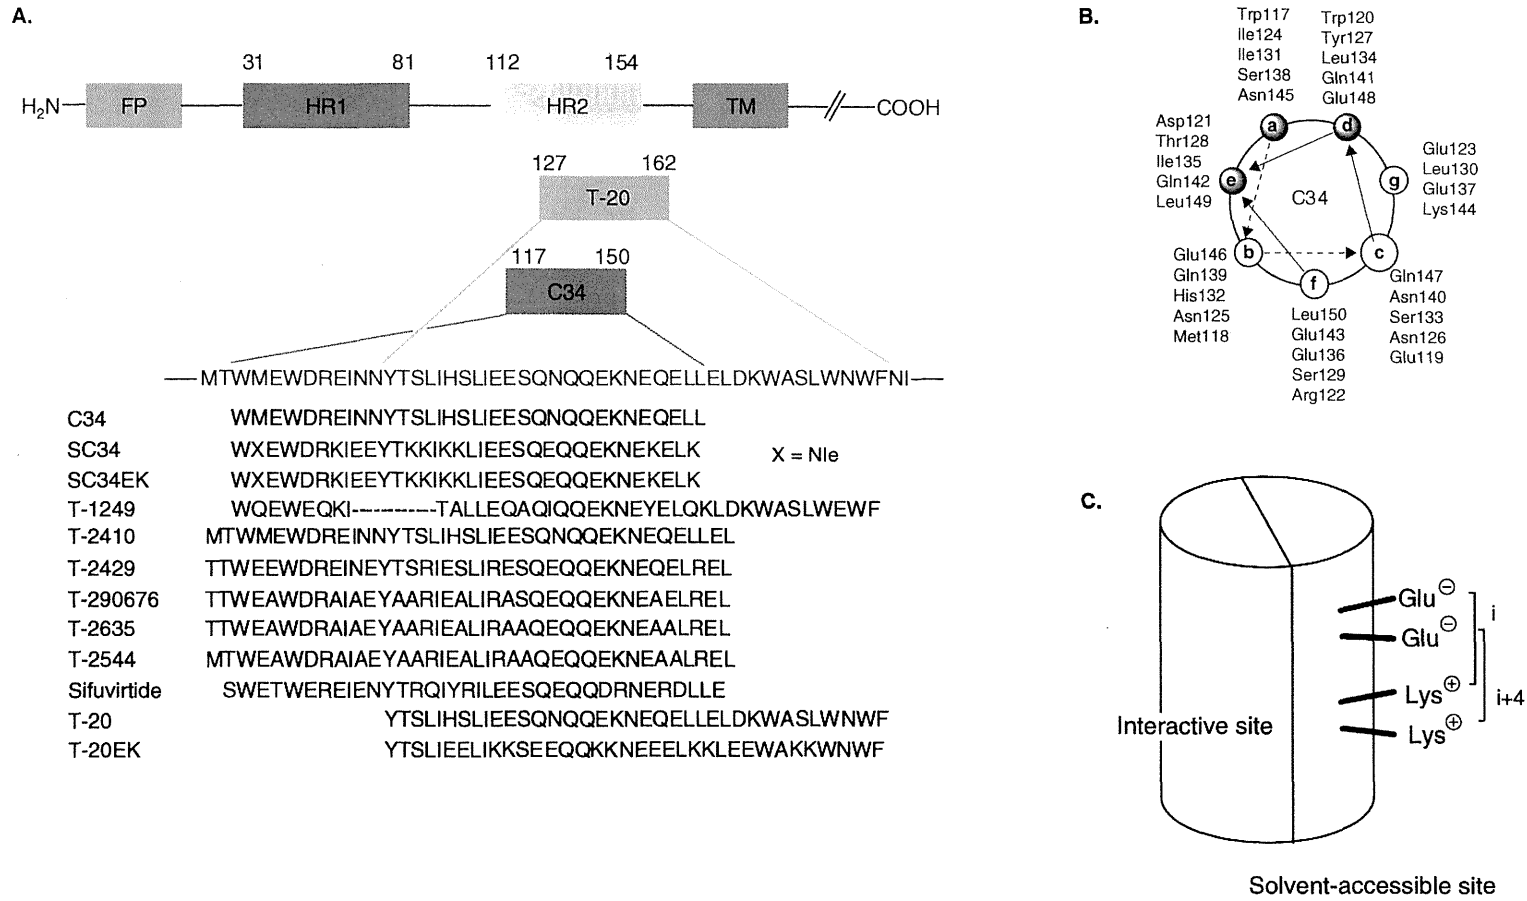 A.
31 81 112 154
H₂N FP HR1 HR2 TM COOH
127 162
T-20
117 150
C34
MTWMEWDREINNYTSLIHSLIEESQNQQEKNEQELLELDKWASLWNWFNI
C34 WMEWDREINNYTSLIHSLIEESQNQQEKNEQELL
SC34 WXEWDRKIEEYTKKIKKLIEESQEQQEKNEKELK
X = Nle
SC34EK WXEWDRKIEEYTKKIKKLIEESQEQQEKNEKELK
T-1249 WQEWEQKI-----------TALLEQAQIQQEKNEYELQKLDKWASLWEWF
T-2410 MTWMEWDREINNYTSLIHSLIEESQNQQEKNEQELLEL
T-2429 TTWEEWDREINEYTSRIESLIRESQEQQEKNEQELREL
T-290676 TTWEAWDRAIAEYAARIEALIRASQEQQEKNEAELREL
T-2635 TTWEAWDRAIAEYAARIEALIRAAQEQQEKNEAALREL
T-2544 MTWEAWDRAIAEYAARIEALIRAAQEQQEKNEAALREL
Sifuvirtide SWETWEREIENYTRQIYRILEESQEQQDRNERDLLE
T-20 YTSLIHSLIEESQNQQEKNEQELLELDKWASLWNWF
T-20EK YTSLIEELIKKSEEQQKKNEEELKKLEEWAKKWNWF
B.
Trp117 Trp120
Ile124 Tyr127
Ile131 Leu134
Ser138 Gln141
Asn145 Glu148
a d
Asp121
Thr128
Ile135
Gln142
Leu149
e
Glu123
Leu130
Glu137
Lys144
g
C34
b c
f
Glu146
Gln139
His132
Asn125
Met118
Gln147
Asn140
Ser133
Asn126
Glu119
Leu150
Glu143
Glu136
Ser129
Arg122
C.
Glu⊖
i
Glu⊖
Lys⊕
i+4
Lys⊕
Interactive site
Solvent-accessible site